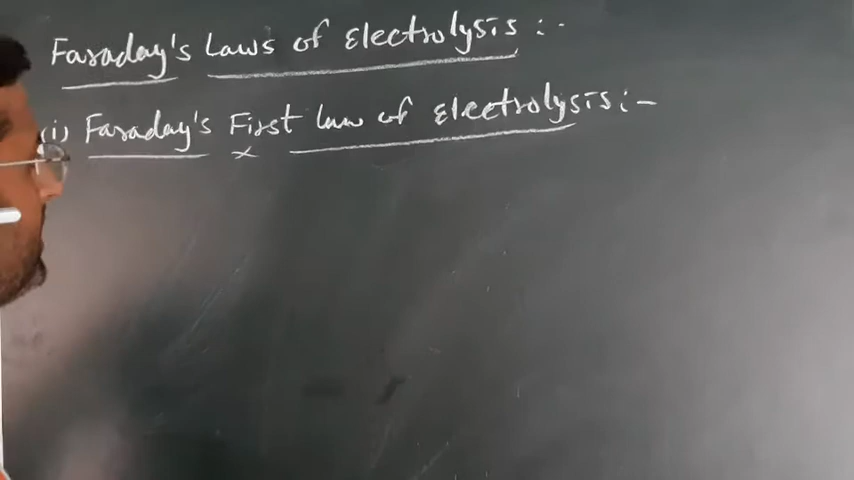 Faraday's Laws of Electrolysis :-
(i) Faraday's First law of electrolysis :-